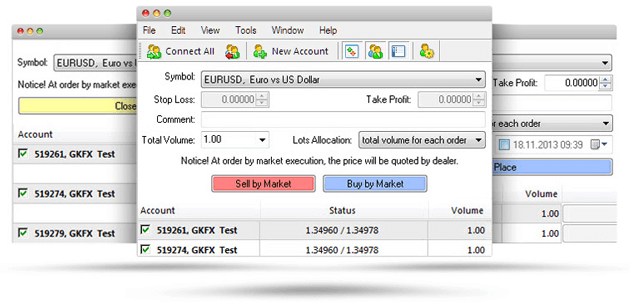 File Edit View Tools Window Help
Connect All New Account
Symbol: EURUSD, Euro vs US Dollar
Stop Loss: 0.00000 Take Profit: 0.00000
Comment:
Total Volume: 1.00 Lots Allocation: total volume for each order
Notice! At order by market execution, the price will be quoted by dealer.
Sell by Market Buy by Market
Account Status Volume
519261, GKFX Test 1.34960 / 1.34978 1.00
519274, GKFX Test 1.34960 / 1.34978 1.00
Symbol: EURUSD, Euro vs
Notice! At order by market exec
Close
Account
519261, GKFX Test
519274, GKFX Test
519279, GKFX Test
Take Profit: 0.00000
each order
18.11.2013 09:39
Place
Volume
1.00
1.00
1.00